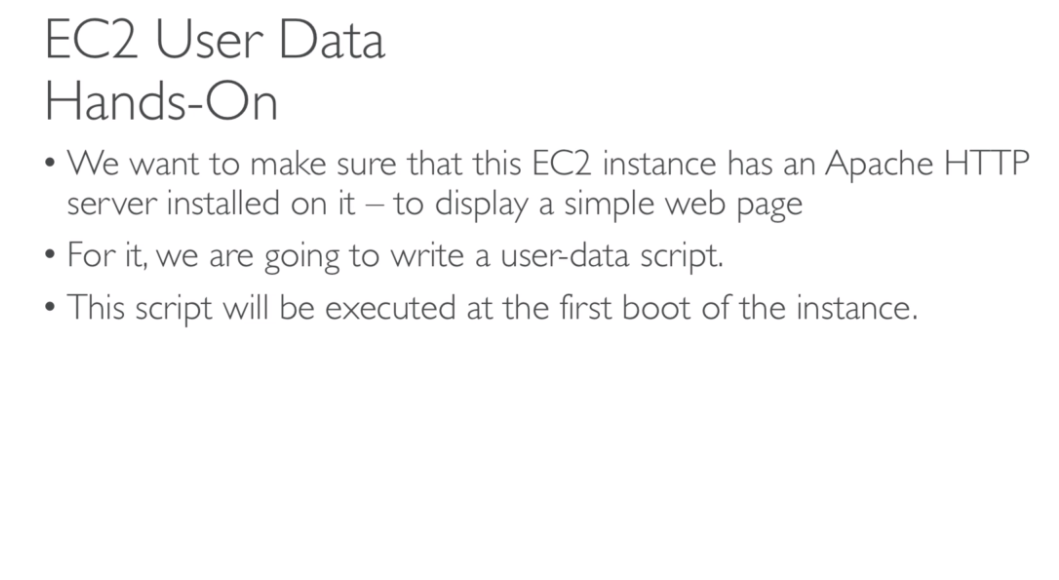 EC2 User Data
Hands-On
• We want to make sure that this EC2 instance has an Apache HTTP
server installed on it – to display a simple web page
• For it, we are going to write a user-data script.
• This script will be executed at the first boot of the instance.